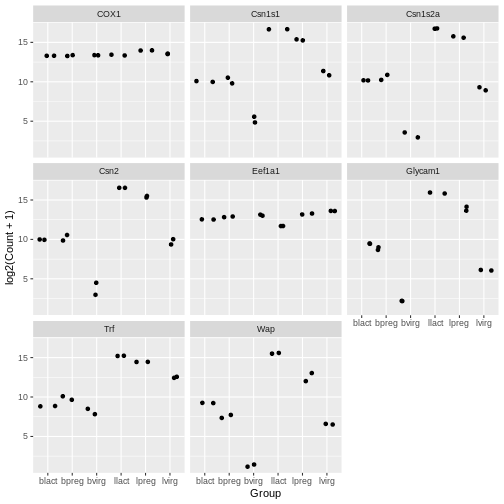 COX1 Csn1s1 Csn1s2a
15
10
5
Csn2 Eef1a1 Glycam1
15
10
5
log2(Count + 1)
blact bpreg bvirg llact lpreg lvirg
Trf Wap
15
10
5
blact bpreg bvirg llact lpreg lvirg blact bpreg bvirg llact lpreg lvirg
Group